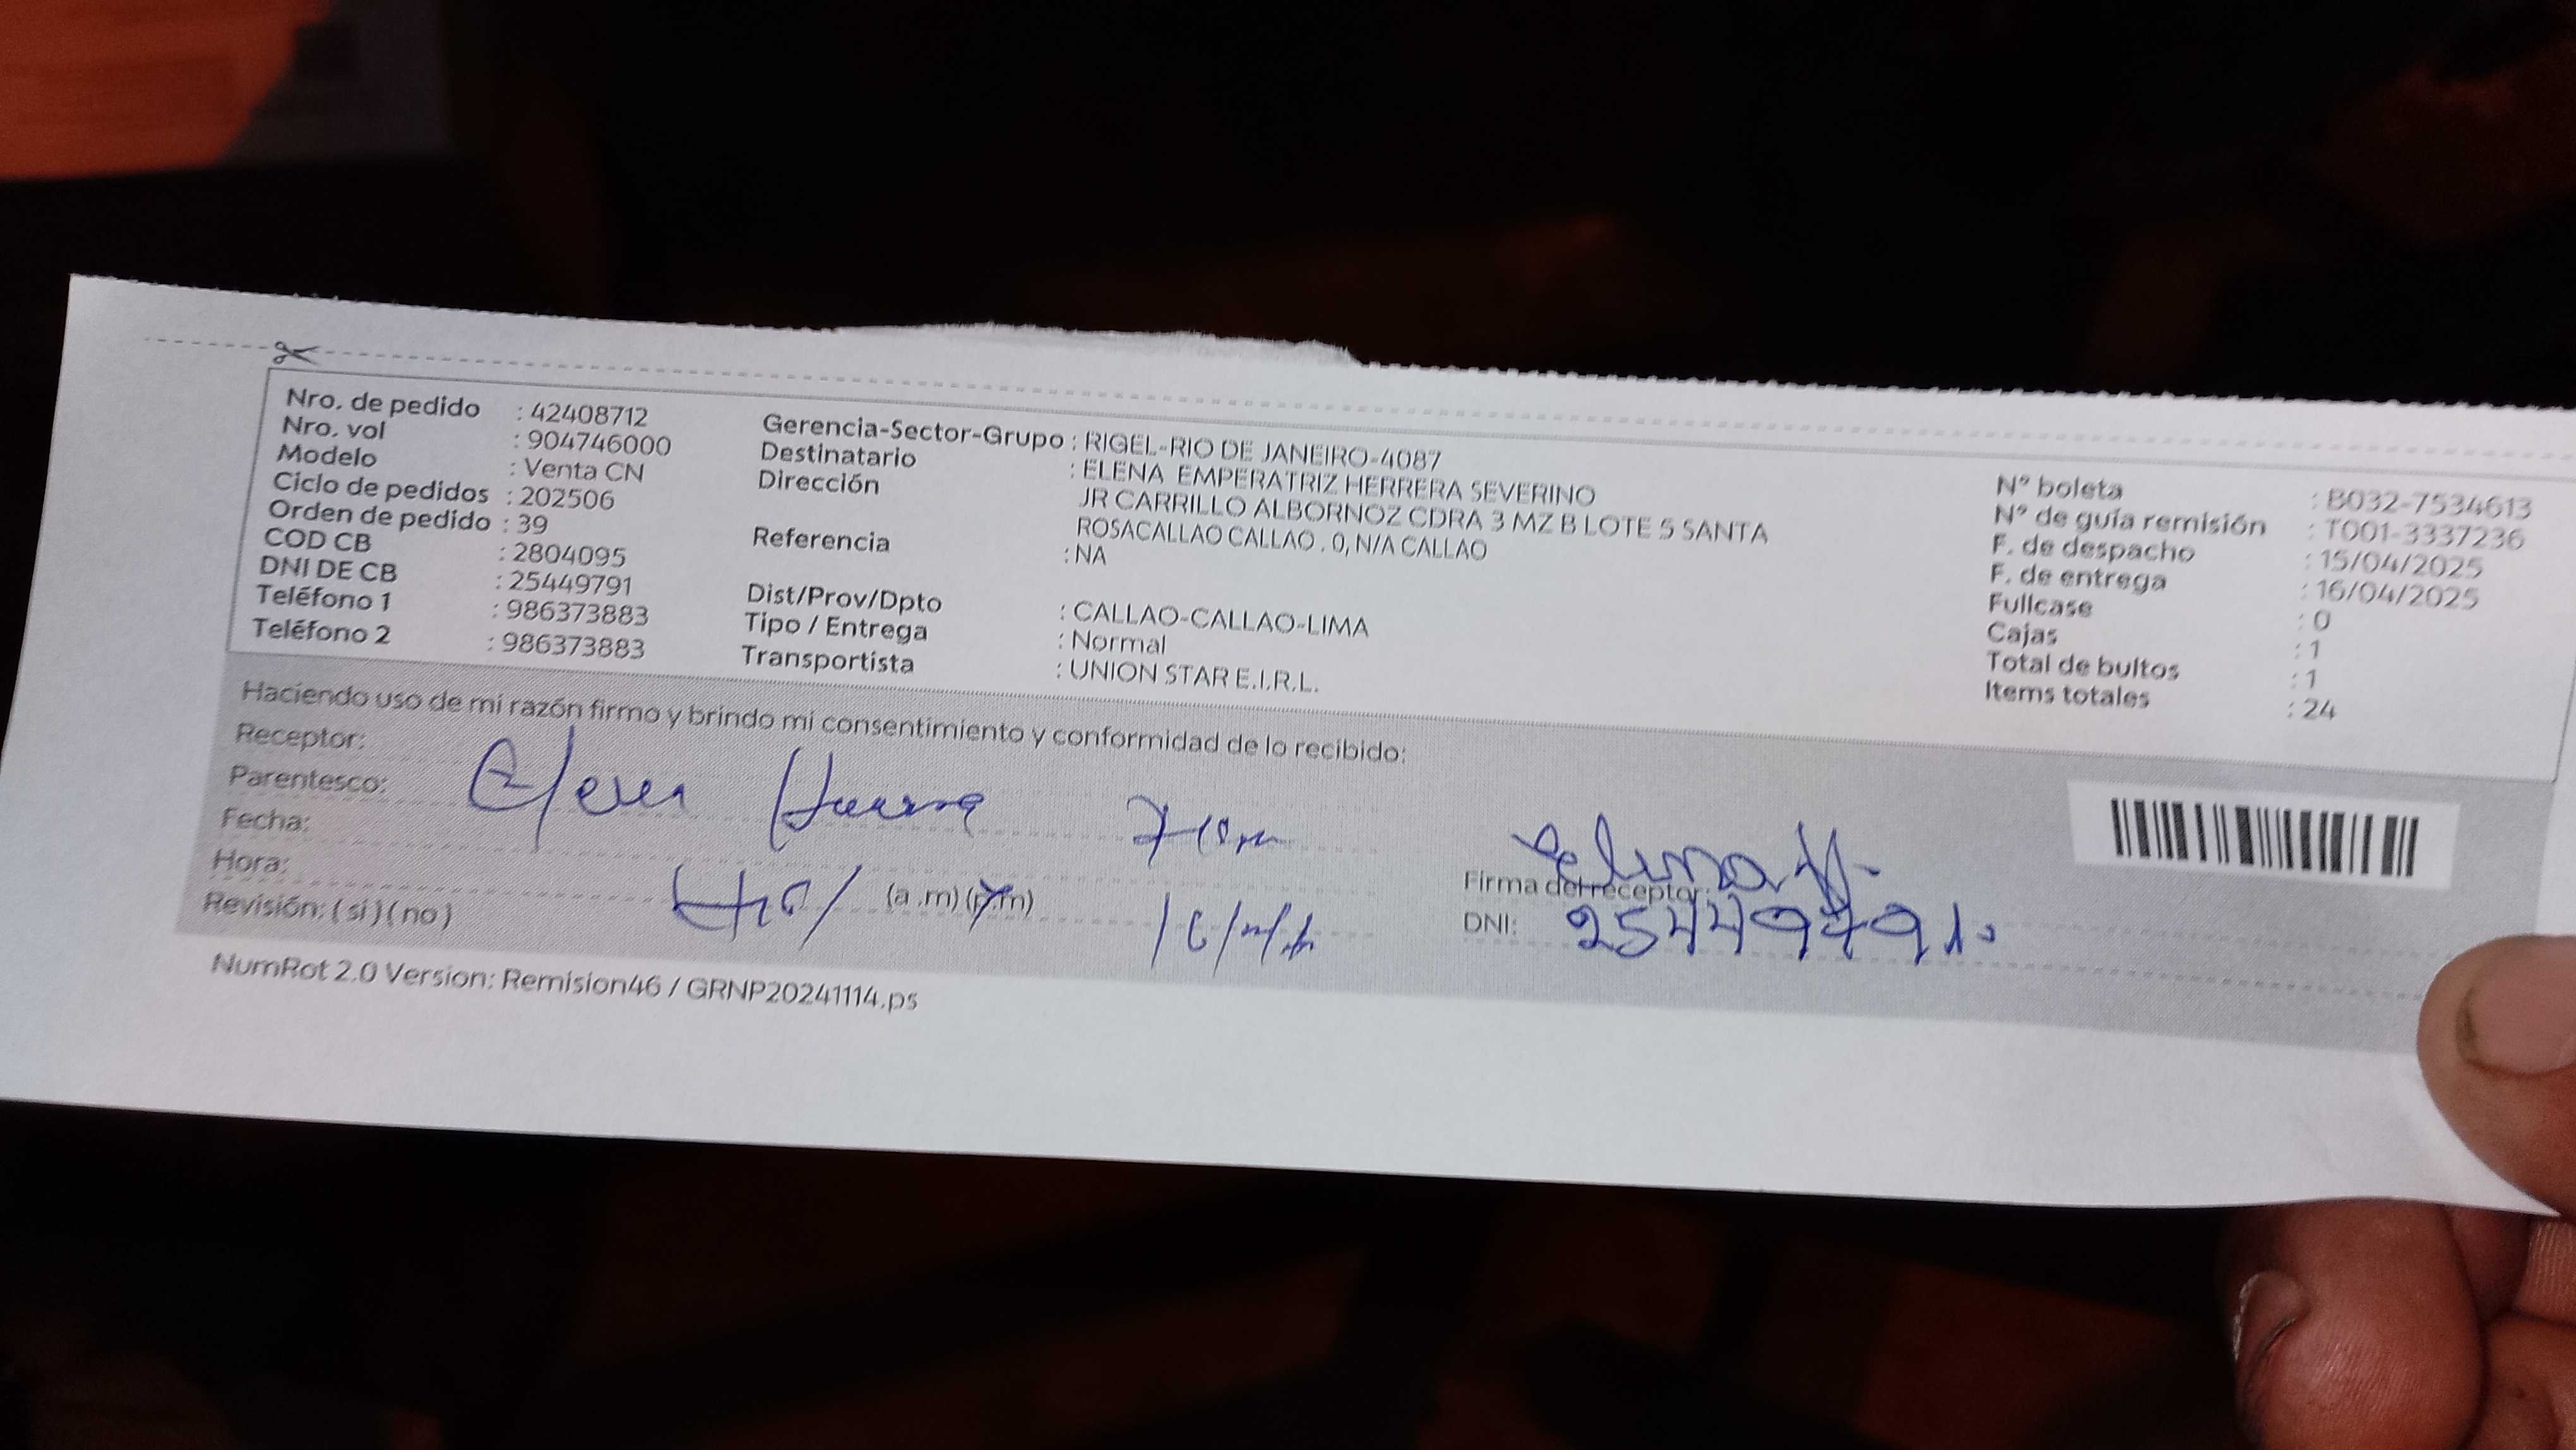 Nro. de pedido : 42408712
Nro. vol : 904746000
Modelo : Venta CN
Ciclo de pedidos : 202506
Orden de pedido : 39
COD CB : 2804095
DNI DE CB : 25449791
Teléfono 1 : 986373883
Teléfono 2 : 986373883
Gerencia-Sector-Grupo : RIGEL-RIO DE JANEIRO-4087
Destinatario : ELENA EMPERATRIZ HERRERA SEVERINO
Dirección JR CARRILLO ALBORNOZ CDRA 3 MZ B LOTE 5 SANTA
ROSACALLAO CALLAO . 0, N/A CALLAO
Referencia : NA
Dist/Prov/Dpto : CALLAO-CALLAO-LIMA
Tipo / Entrega : Normal
Transportista : UNION STAR E.I.R.L.
N° boleta : B032-7534613
N° de guía remisión : T001-3337236
F. de despacho : 15/04/2025
F. de entrega : 16/04/2025
Fullcase : 0
Cajas : 1
Total de bultos : 1
Items totales : 24
Haciendo uso de mi razón firmo y brindo mi consentimiento y conformidad de lo recibido:
Receptor: Elena Herrera
Parentesco:
Fecha:
Hora: (a.m) (p.m)
Revisión: ( si ) ( no )
Firma del receptor:
DNI: 25449791
NumRot 2.0 Version: Remision46 / GRNP20241114.ps